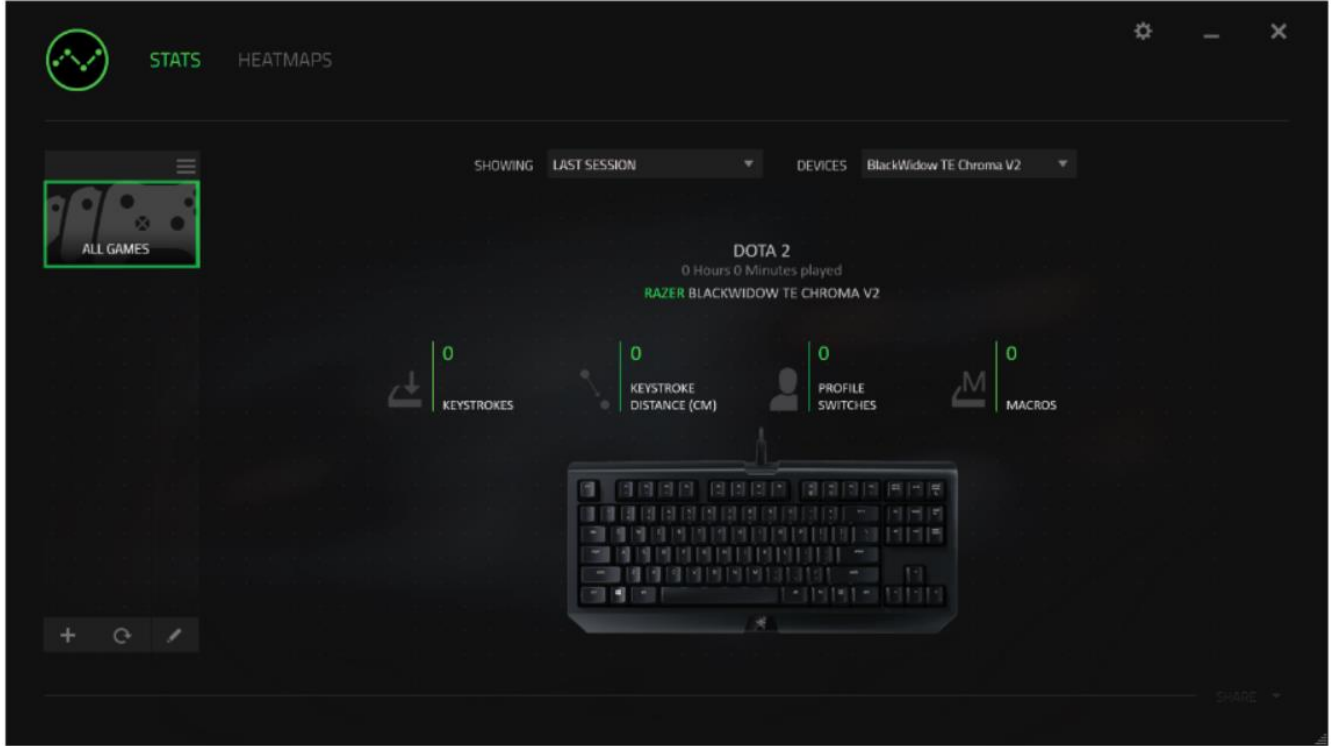 STATS HEATMAPS
SHOWING LAST SESSION DEVICES BlackWidow TE Chroma V2
ALL GAMES
DOTA 2
0 Hours 0 Minutes played
RAZER BLACKWIDOW TE CHROMA V2
0 0 0 0
KEYSTROKES
KEYSTROKE
DISTANCE (CM)
PROFILE
SWITCHES
M
MACROS
SHARE